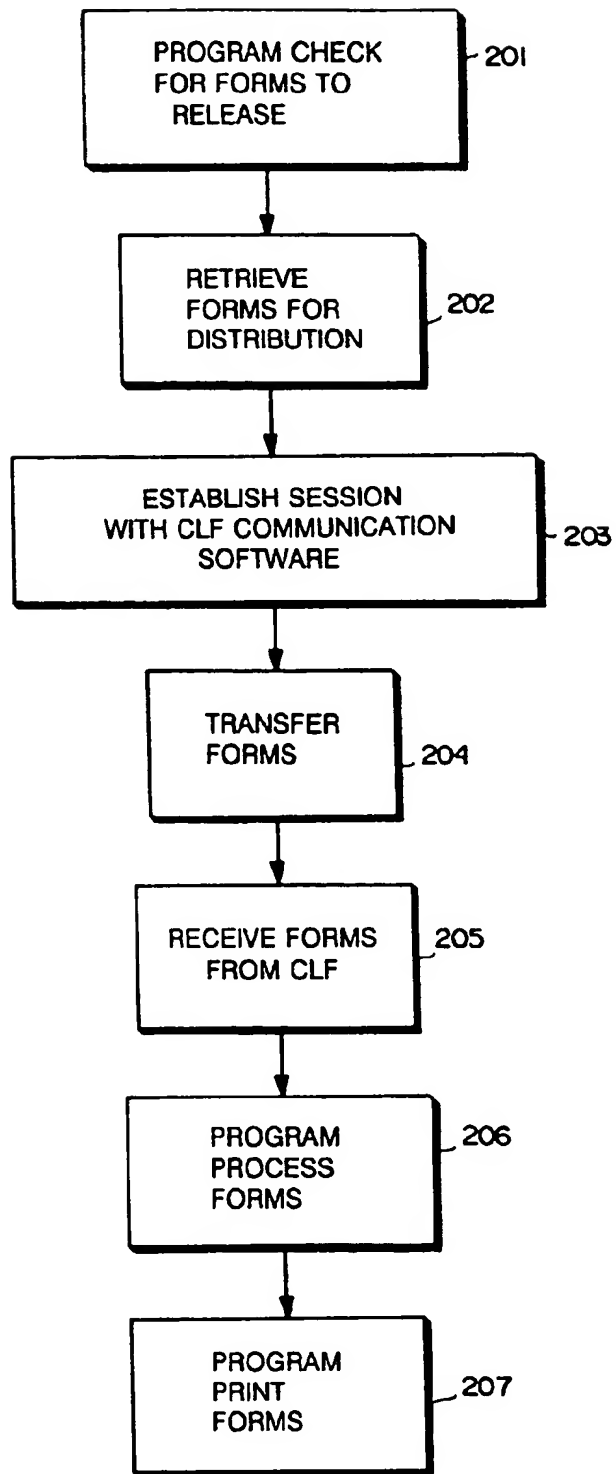 PROGRAM CHECK
FOR FORMS TO
RELEASE
201
RETRIEVE
FORMS FOR
DISTRIBUTION
202
ESTABLISH SESSION
WITH CLF COMMUNICATION
SOFTWARE
203
TRANSFER
FORMS
204
RECEIVE FORMS
FROM CLF
205
PROGRAM
PROCESS
FORMS
206
PROGRAM
PRINT
FORMS
207